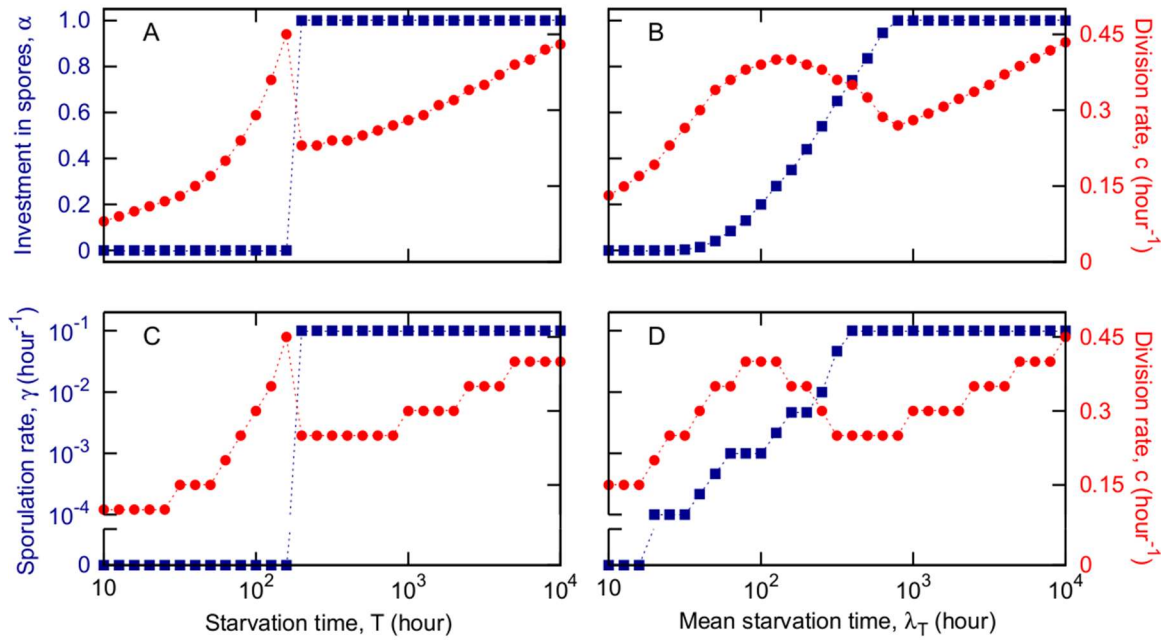 A
B
Investment in spores, α
1.0
0.8
0.6
0.4
0.2
0
0.45
0.3
0.15
0
Division rate, c (hour⁻¹)
C
D
Sporulation rate, γ (hour⁻¹)
10⁻¹
10⁻²
10⁻³
10⁻⁴
0
0.45
0.3
0.15
0
Division rate, c (hour⁻¹)
10 10² 10³ 10⁴
10 10² 10³ 10⁴
Starvation time, T (hour)
Mean starvation time, λ_T (hour)